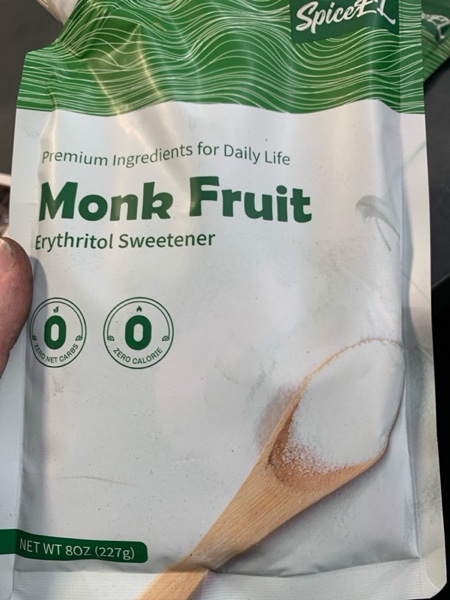 Premium Ingredients for Daily Life
Monk Fruit
Erythritol Sweetener
0
ZERO NET CARBS
0
ZERO CALORIE
NET WT 8OZ (227g)